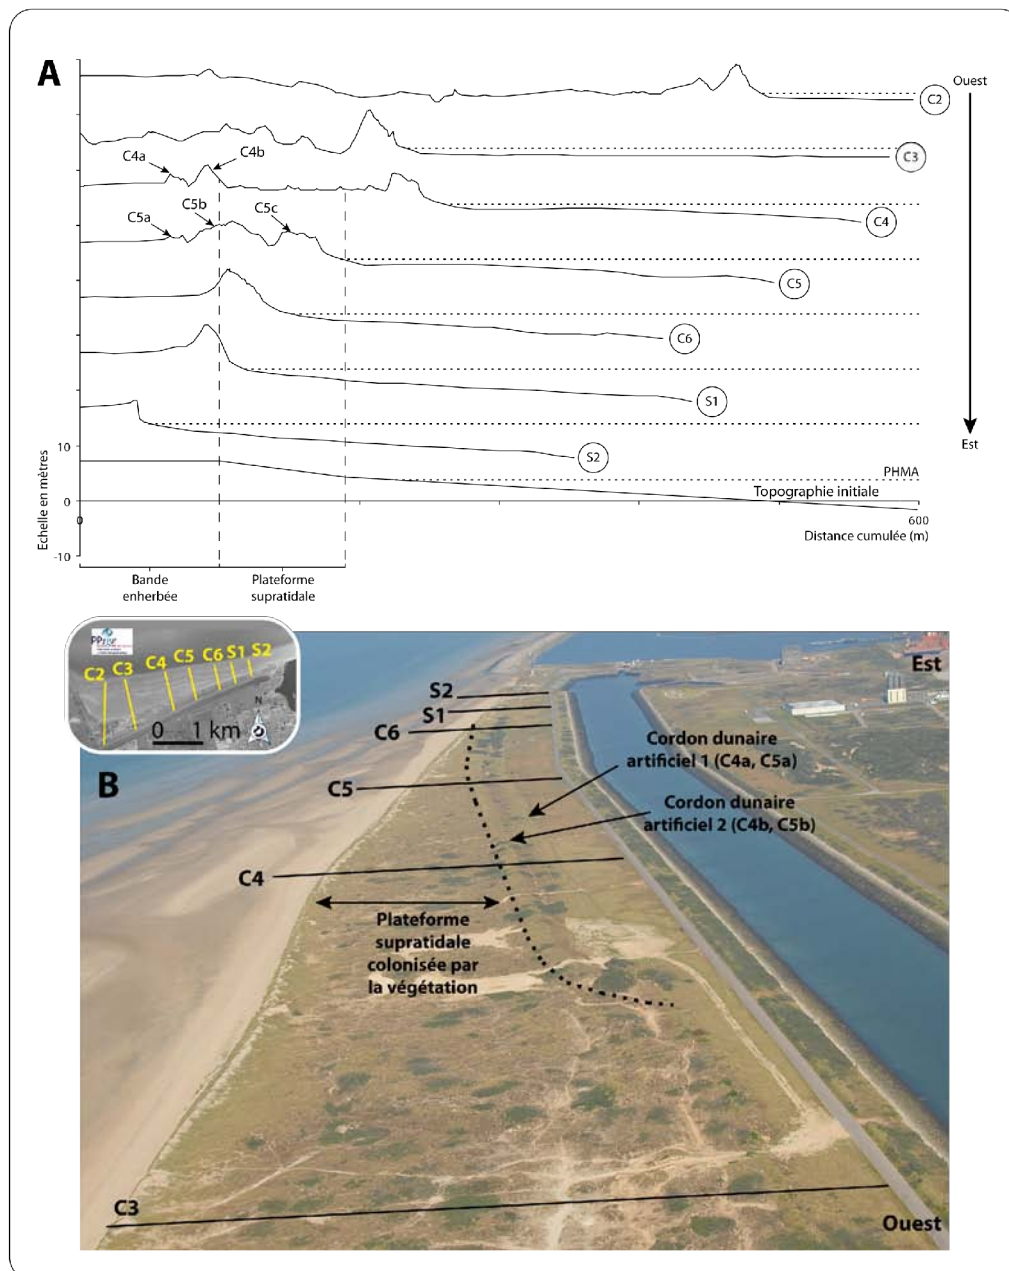 A
Ouest
C2
C3
C4a
C4b
C4
C5a
C5b
C5c
C5
C6
S1
Est
S2
Echelle en mètres
10
0
-10
PHMA
Topographie initiale
0
600
Distance cumulée (m)
Bande
enherbée
Plateforme
supratidale
C2
C3
C4
C5
C6
S1
S2
N
0 1 km
B
Est
S2
S1
C6
Cordon dunaire
artificiel 1 (C4a, C5a)
C5
Cordon dunaire
artificiel 2 (C4b, C5b)
C4
Plateforme
supratidale
colonisée par
la végétation
C3
Ouest